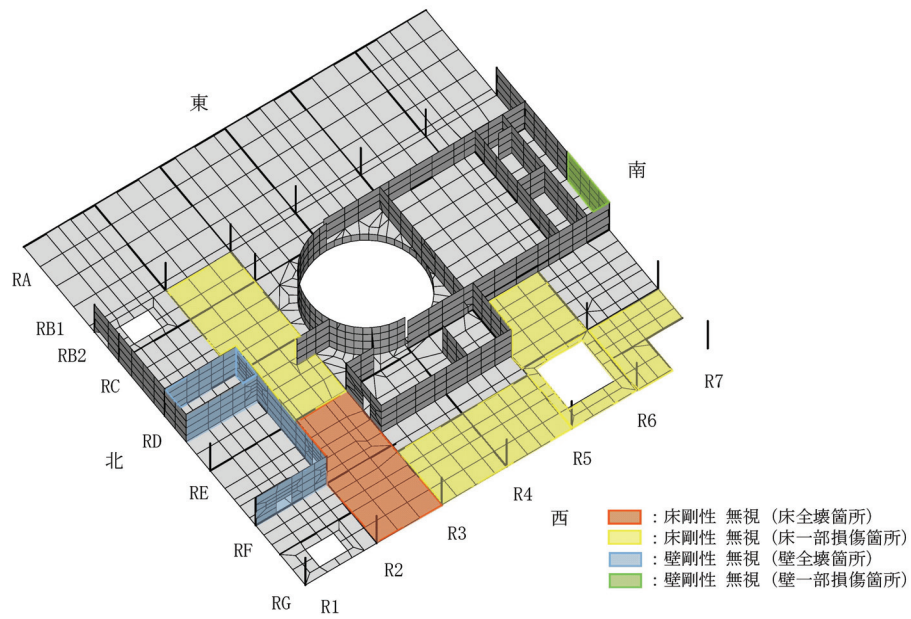 東
南
RA
RB1
RB2
RC
RD
北
RE
RF
RG
R1
R2
R3
R4
R5
R6
R7
西
：床剛性 無視（床全壊箇所）
：床剛性 無視（床一部損傷箇所）
：壁剛性 無視（壁全壊箇所）
：壁剛性 無視（壁一部損傷箇所）